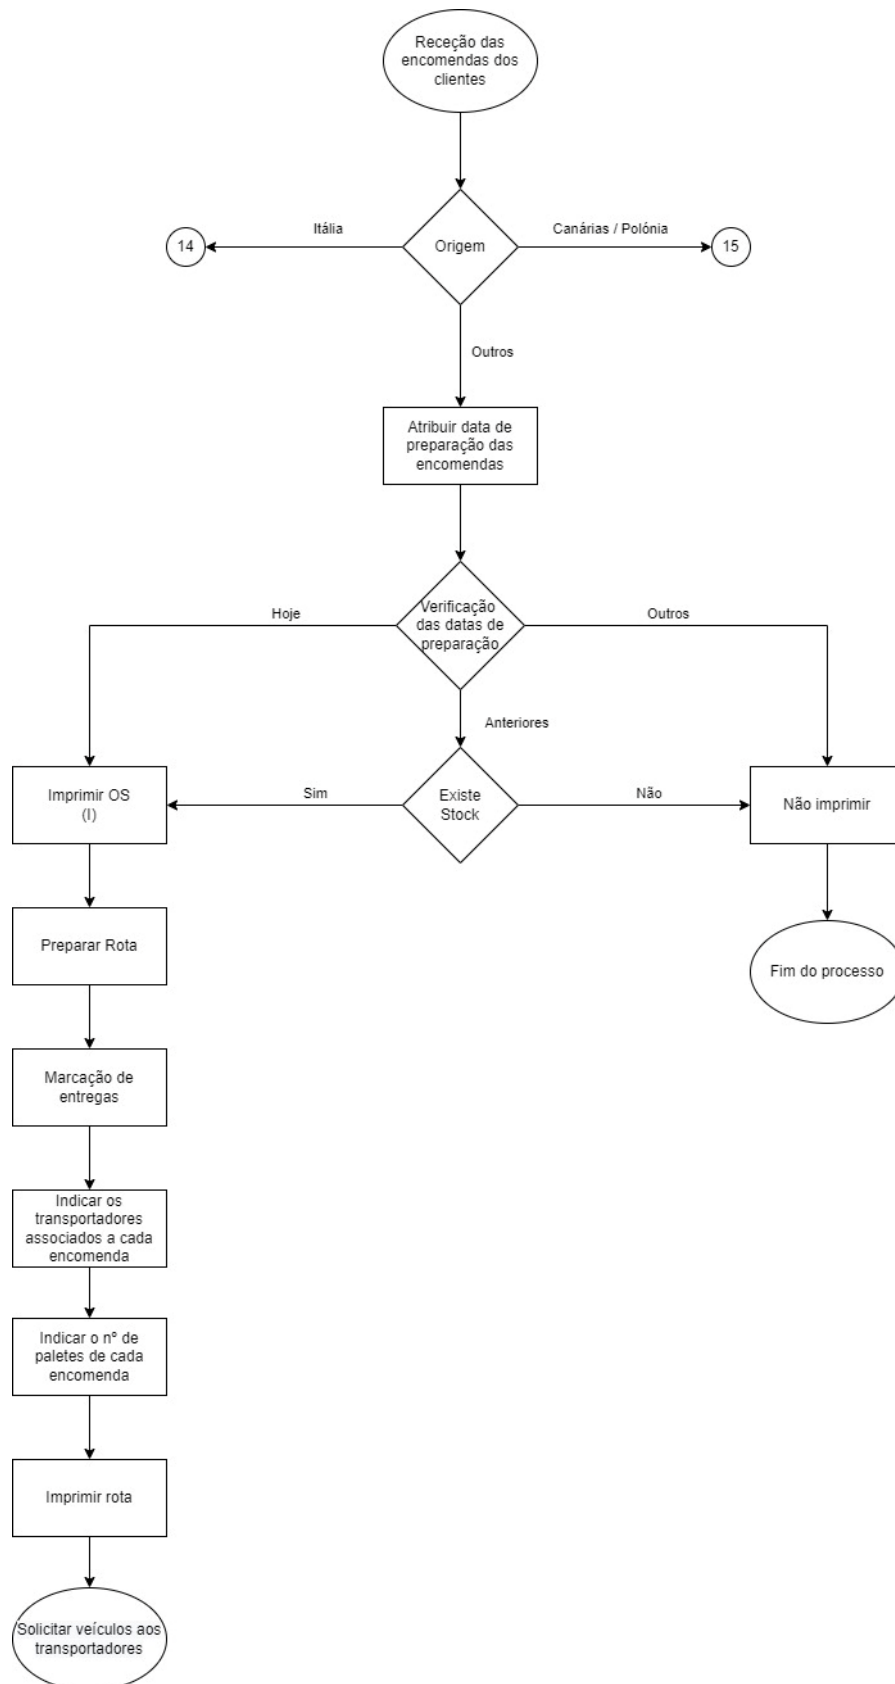 Receção das
encomendas dos
clientes
14
Itália
Origem
Canárias / Polónia
15
Outros
Atribuir data de
preparação das
encomendas
Hoje
Verificação
das datas de
preparação
Outros
Anteriores
Imprimir OS
(I)
Sim
Existe
Stock
Não
Não imprimir
Preparar Rota
Fim do processo
Marcação de
entregas
Indicar os
transportadores
associados a cada
encomenda
Indicar o nº de
paletes de cada
encomenda
Imprimir rota
Solicitar veículos aos
transportadores